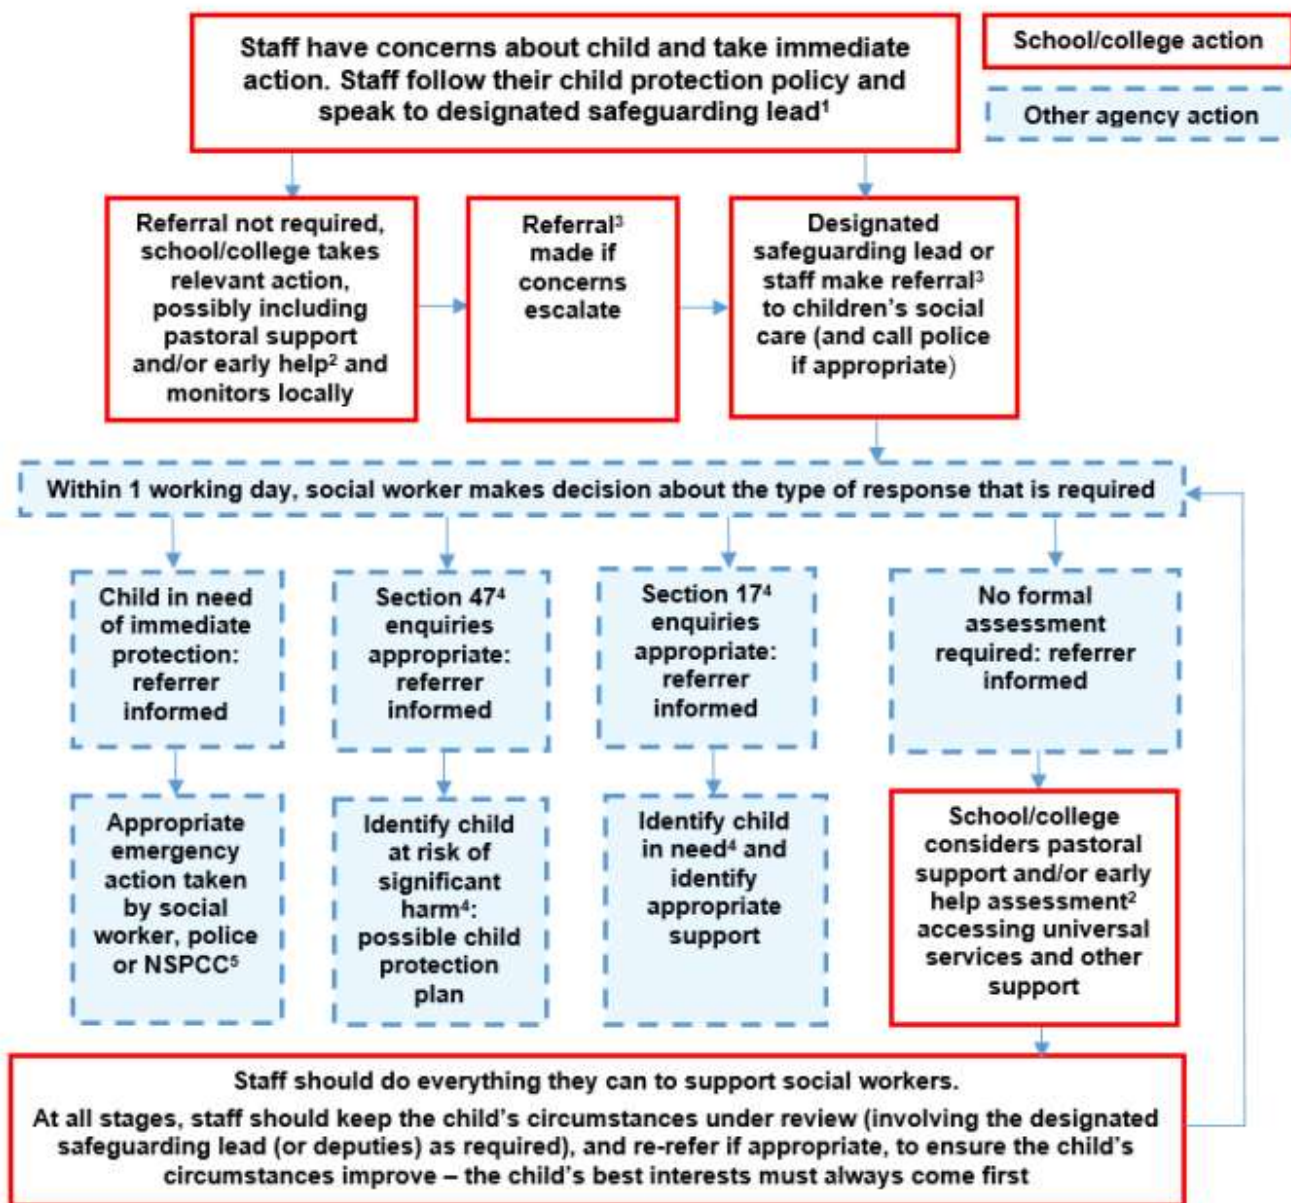 Staff have concerns about child and take immediate
action. Staff follow their child protection policy and
speak to designated safeguarding lead¹
School/college action
Other agency action
Referral not required,
school/college takes
relevant action,
possibly including
pastoral support
and/or early help² and
monitors locally
Referral³
made if
concerns
escalate
Designated
safeguarding lead or
staff make referral³
to children's social
care (and call police
if appropriate)
Within 1 working day, social worker makes decision about the type of response that is required
Child in need
of immediate
protection:
referrer
informed
Section 47⁴
enquiries
appropriate:
referrer
informed
Section 17⁴
enquiries
appropriate:
referrer
informed
No formal
assessment
required: referrer
informed
Appropriate
emergency
action taken
by social
worker, police
or NSPCC⁵
Identify child
at risk of
significant
harm⁴:
possible child
protection
plan
Identify child
in need⁴ and
identify
appropriate
support
School/college
considers pastoral
support and/or early
help assessment²
accessing universal
services and other
support
Staff should do everything they can to support social workers.
At all stages, staff should keep the child's circumstances under review (involving the designated
safeguarding lead (or deputies) as required), and re-refer if appropriate, to ensure the child's
circumstances improve – the child's best interests must always come first